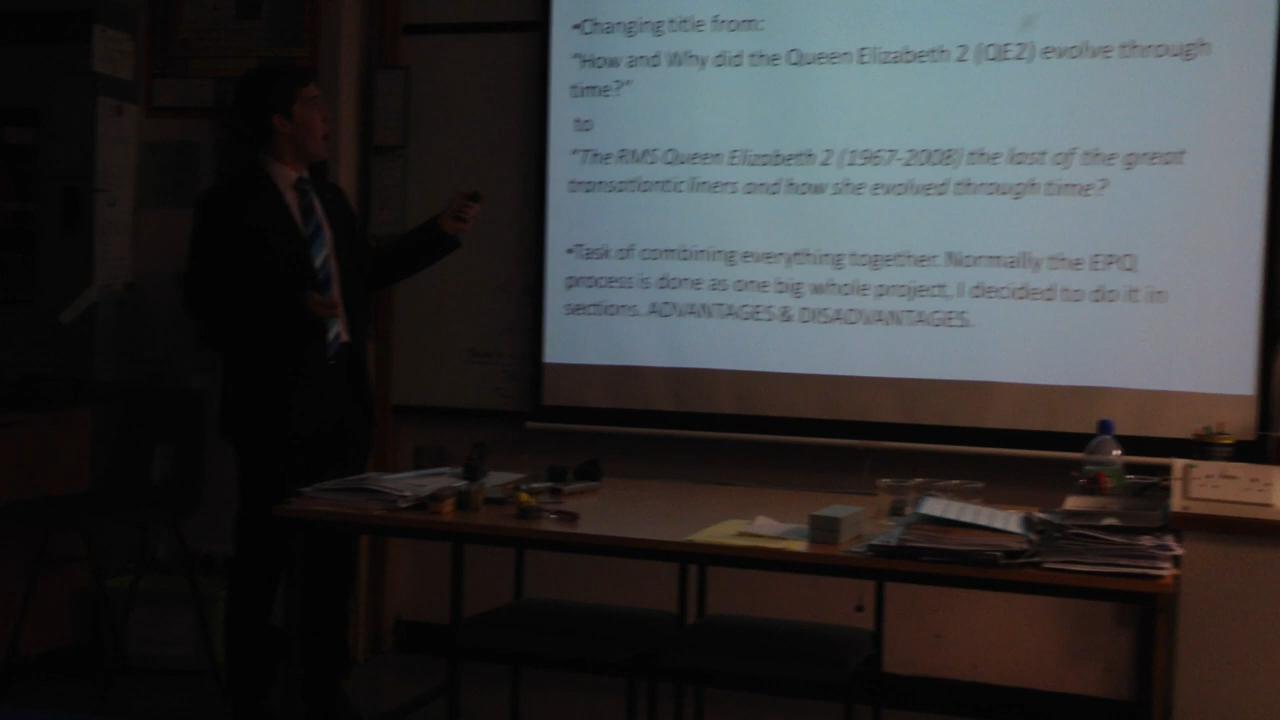 •Changing title from:
"How and Why did the Queen Elizabeth 2 (QE2) evolve through
time?"
to
"The RMS Queen Elizabeth 2 (1967-2008) the last of the great
transatlantic liners and how she evolved through time?
•Task of combining everything together. Normally the EPQ
process is done as one big whole project, I decided to do it in
sections. ADVANTAGES & DISADVANTAGES.